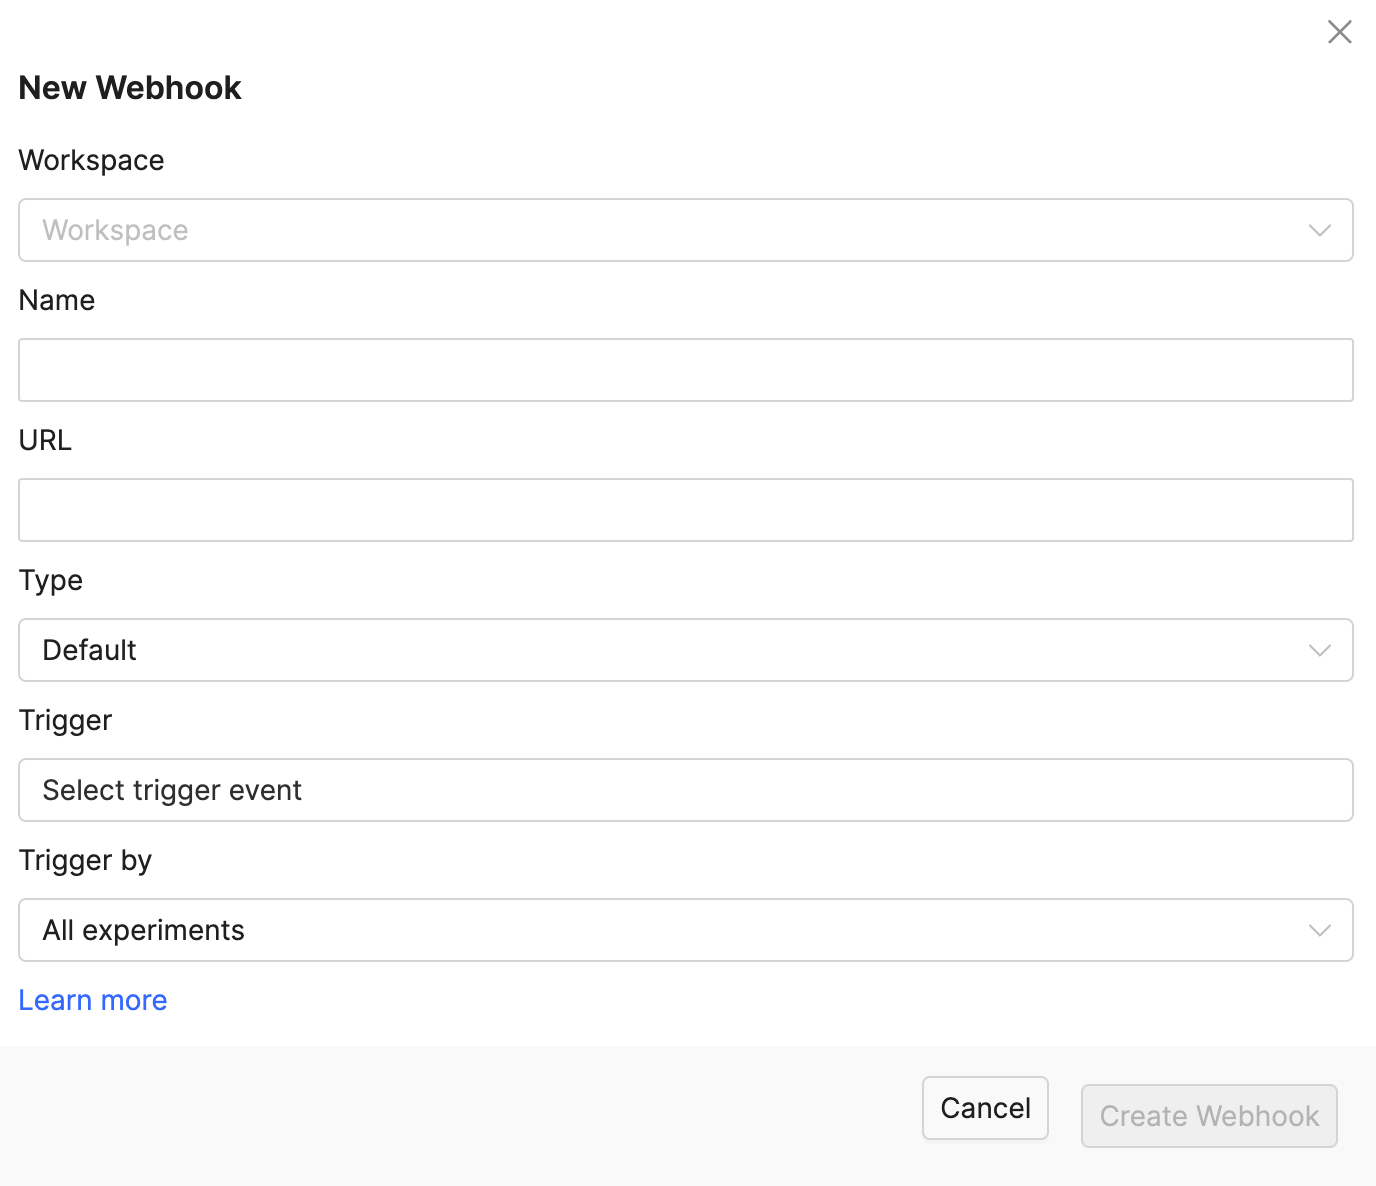 New Webhook
Workspace
Workspace
Name
URL
Type
Default
Trigger
Select trigger event
Trigger by
All experiments
Learn more
Cancel
Create Webhook